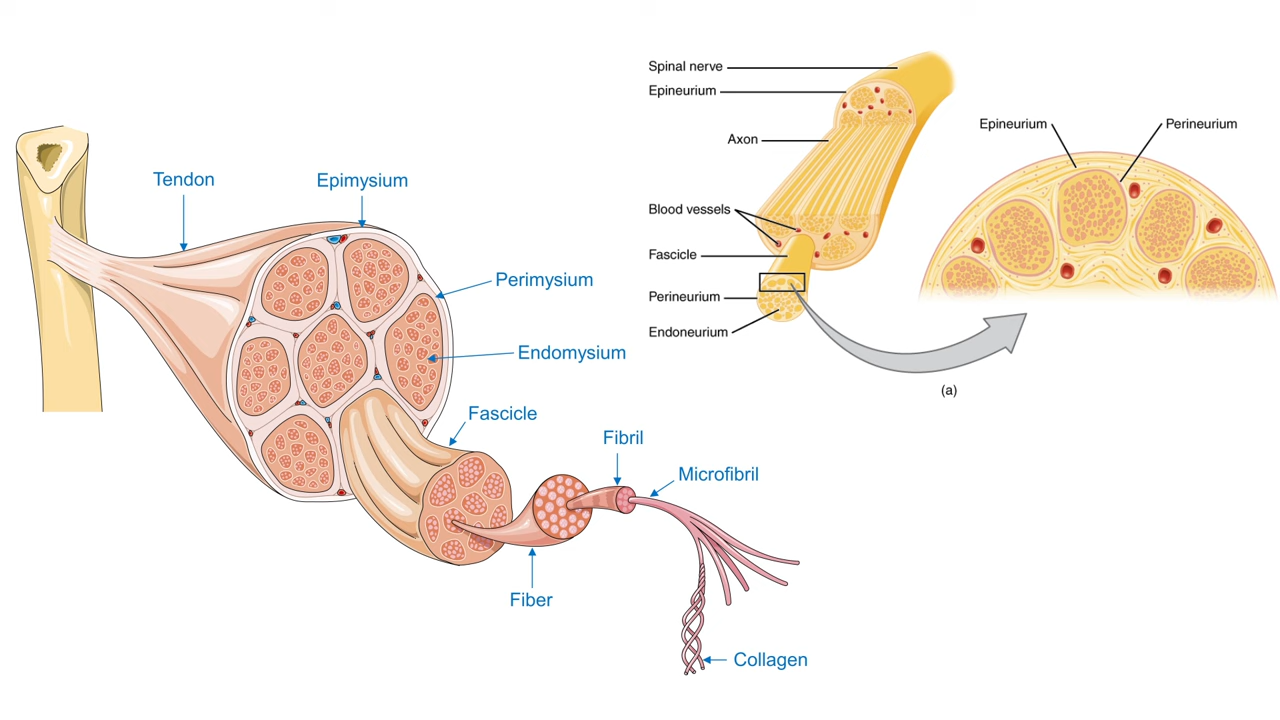 Tendon
Epimysium
Perimysium
Endomysium
Fascicle
Fibril
Microfibril
Fiber
Collagen
Spinal nerve
Epineurium
Axon
Blood vessels
Fascicle
Perineurium
Endoneurium
Epineurium
Perineurium
(a)